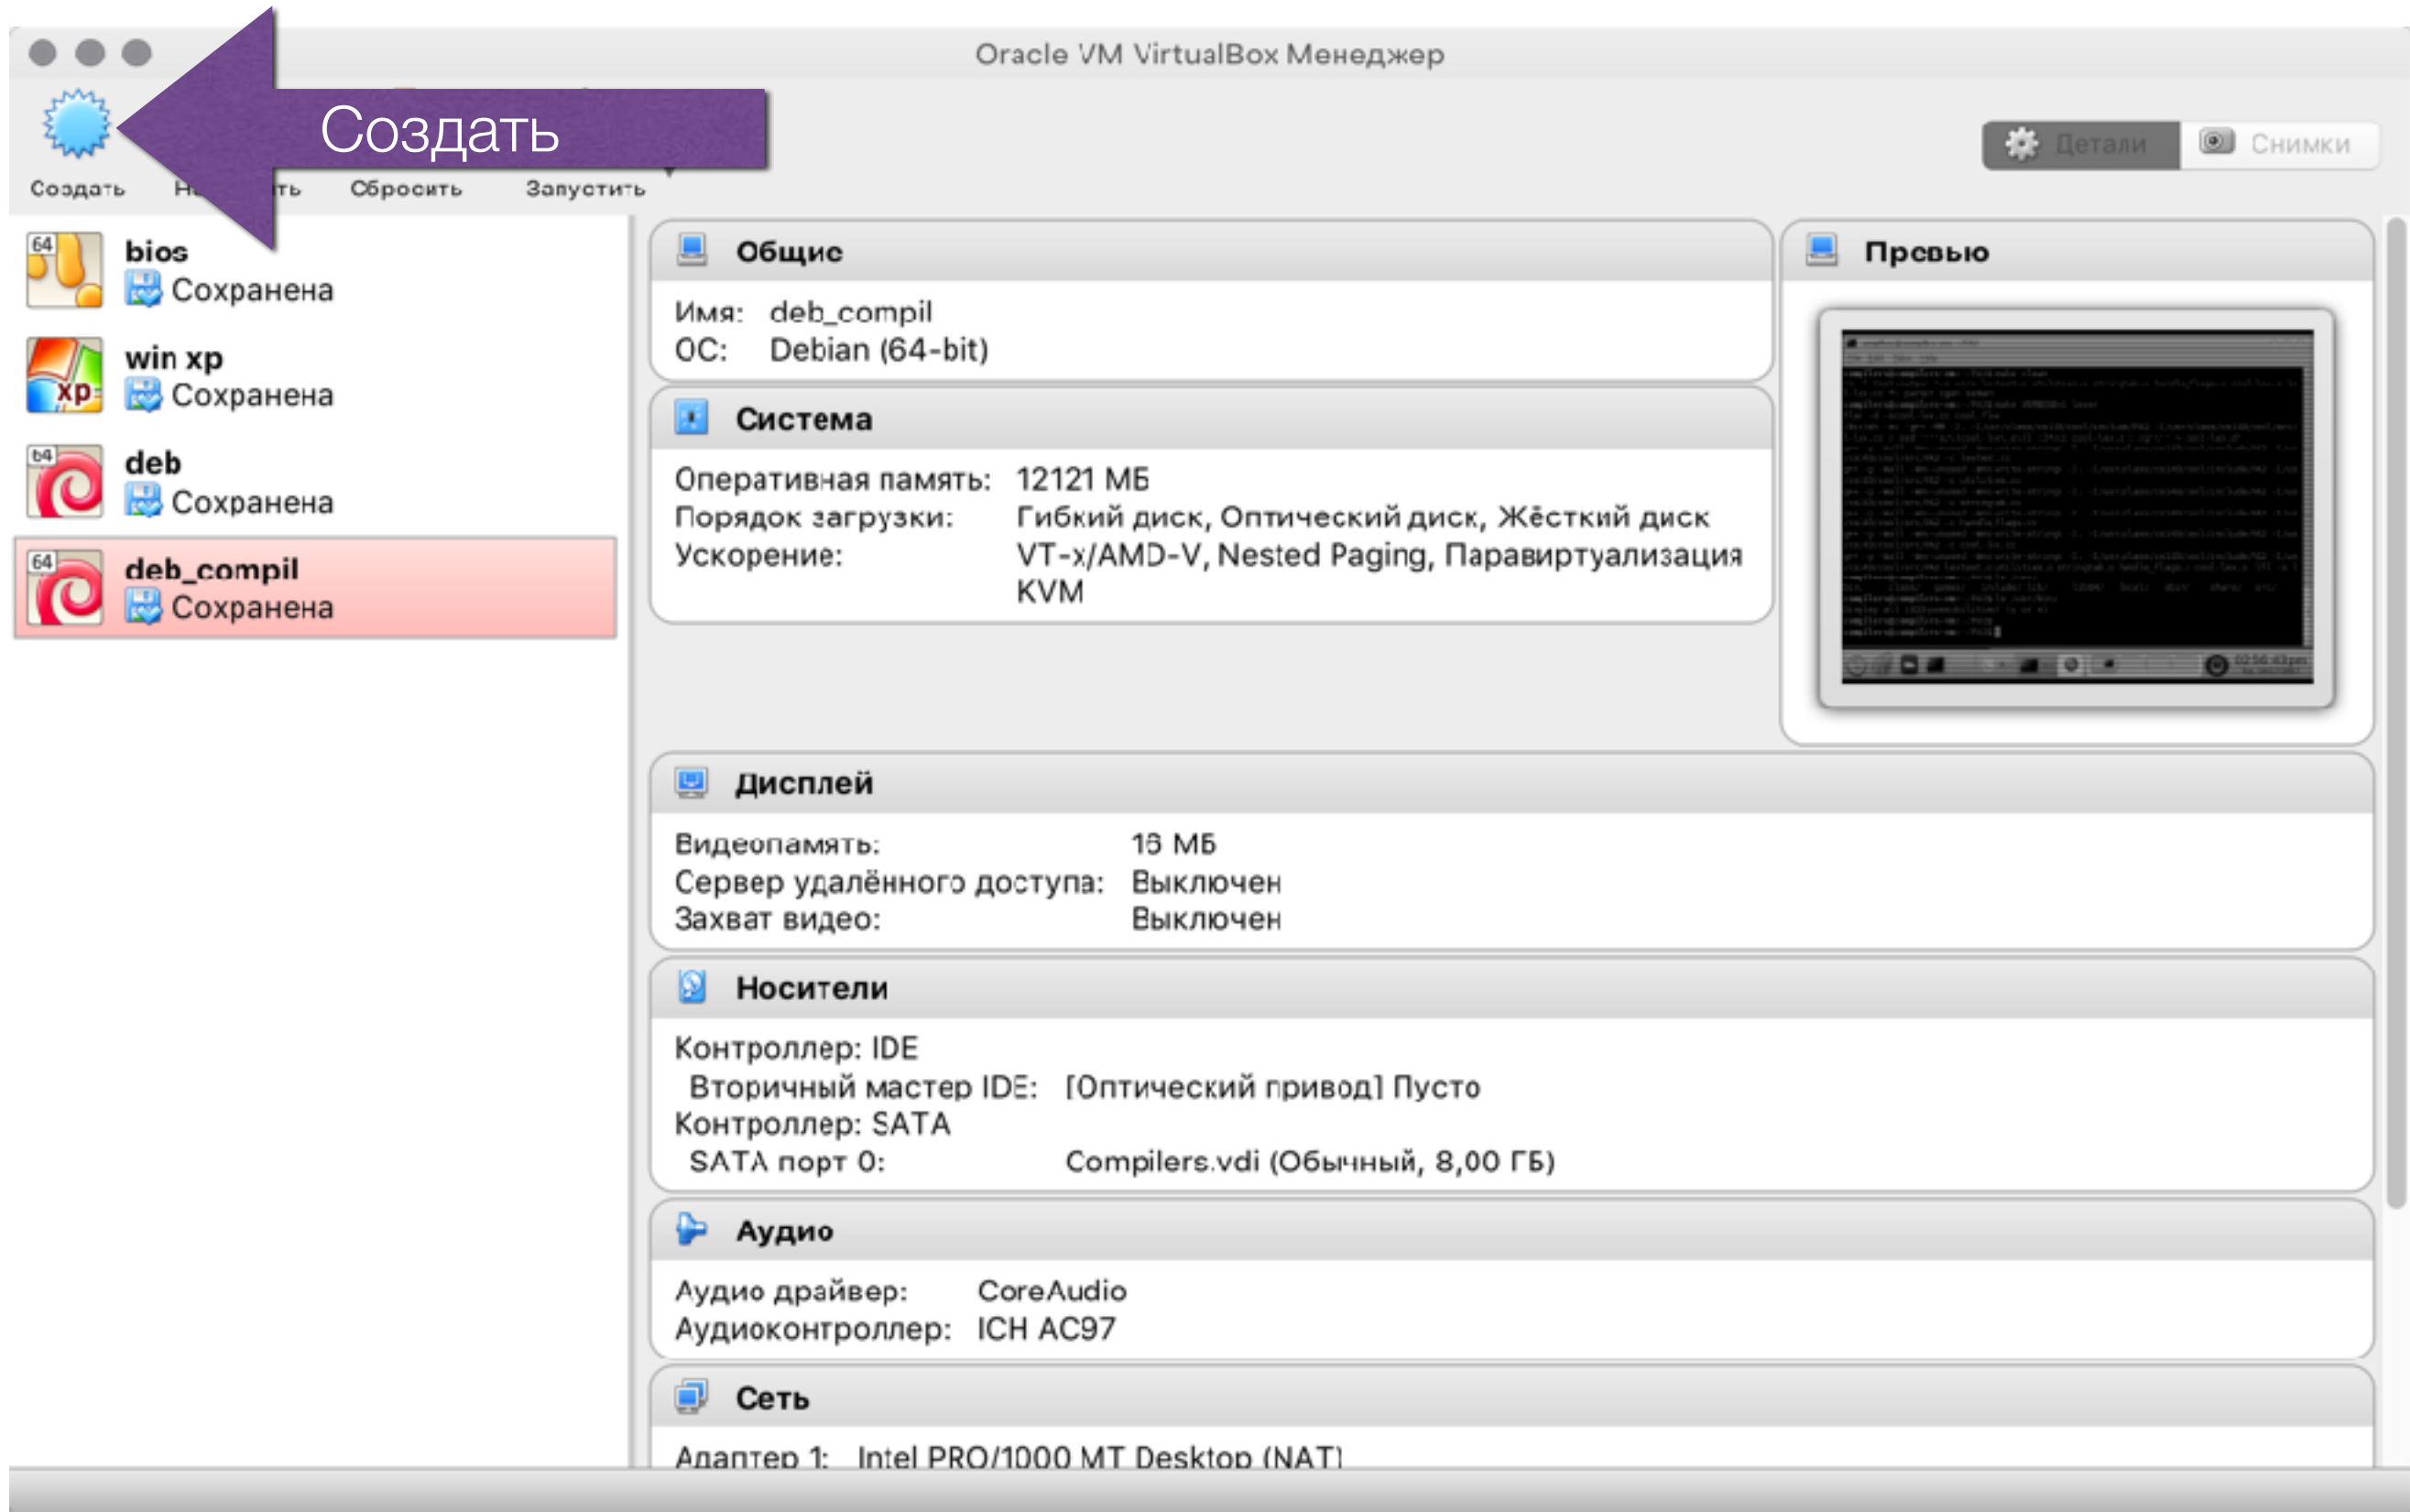 Oracle VM VirtualBox Менеджер
Создать
Создать
Сбросить
Запустить
Детали
Снимки
64
bios
Сохранена
xp
win xp
Сохранена
64
deb
Сохранена
64
deb_compil
Сохранена
Общие
Имя: deb_compil
ОС: Debian (64-bit)
Система
Оперативная память: 12121 МБ
Порядок загрузки: Гибкий диск, Оптический диск, Жёсткий диск
Ускорение: VT-x/AMD-V, Nested Paging, Паравиртуализация
KVM
Превью
Дисплей
Видеопамять: 16 МБ
Сервер удалённого доступа: Выключен
Захват видео: Выключен
Носители
Контроллер: IDE
Вторичный мастер IDE: [Оптический привод] Пусто
Контроллер: SATA
SATA порт 0: Compilers.vdi (Обычный, 8,00 ГБ)
Аудио
Аудио драйвер: CoreAudio
Аудиоконтроллер: ICH AC97
Сеть
Адаптер 1: Intel PRO/1000 MT Desktop (NAT)